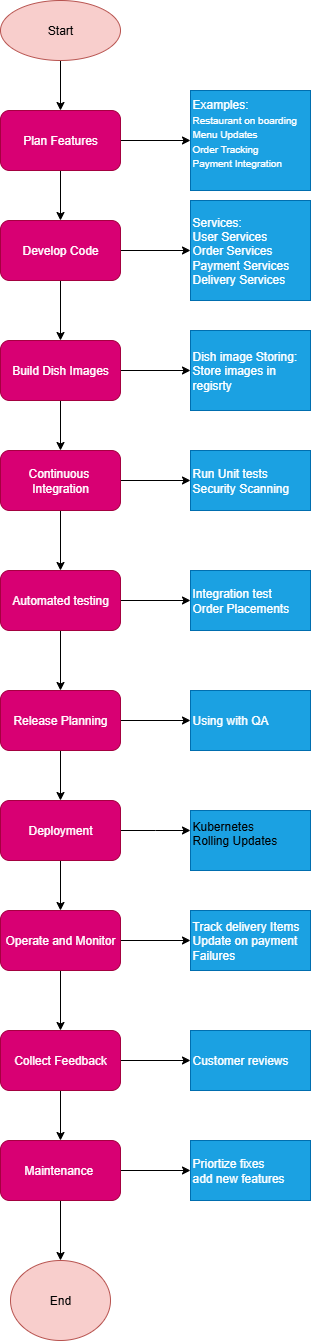 Start
Plan Features
Examples:
Restaurant on boarding
Menu Updates
Order Tracking
Payment Integration
Develop Code
Services:
User Services
Order Services
Payment Services
Delivery Services
Build Dish Images
Dish image Storing:
Store images in
regisrty
Continuous
Integration
Run Unit tests
Security Scanning
Automated testing
Integration test
Order Placements
Release Planning
Using with QA
Deployment
Kubernetes
Rolling Updates
Operate and Monitor
Track delivery Items
Update on payment
Failures
Collect Feedback
Customer reviews
Maintenance
Priortize fixes
add new features
End